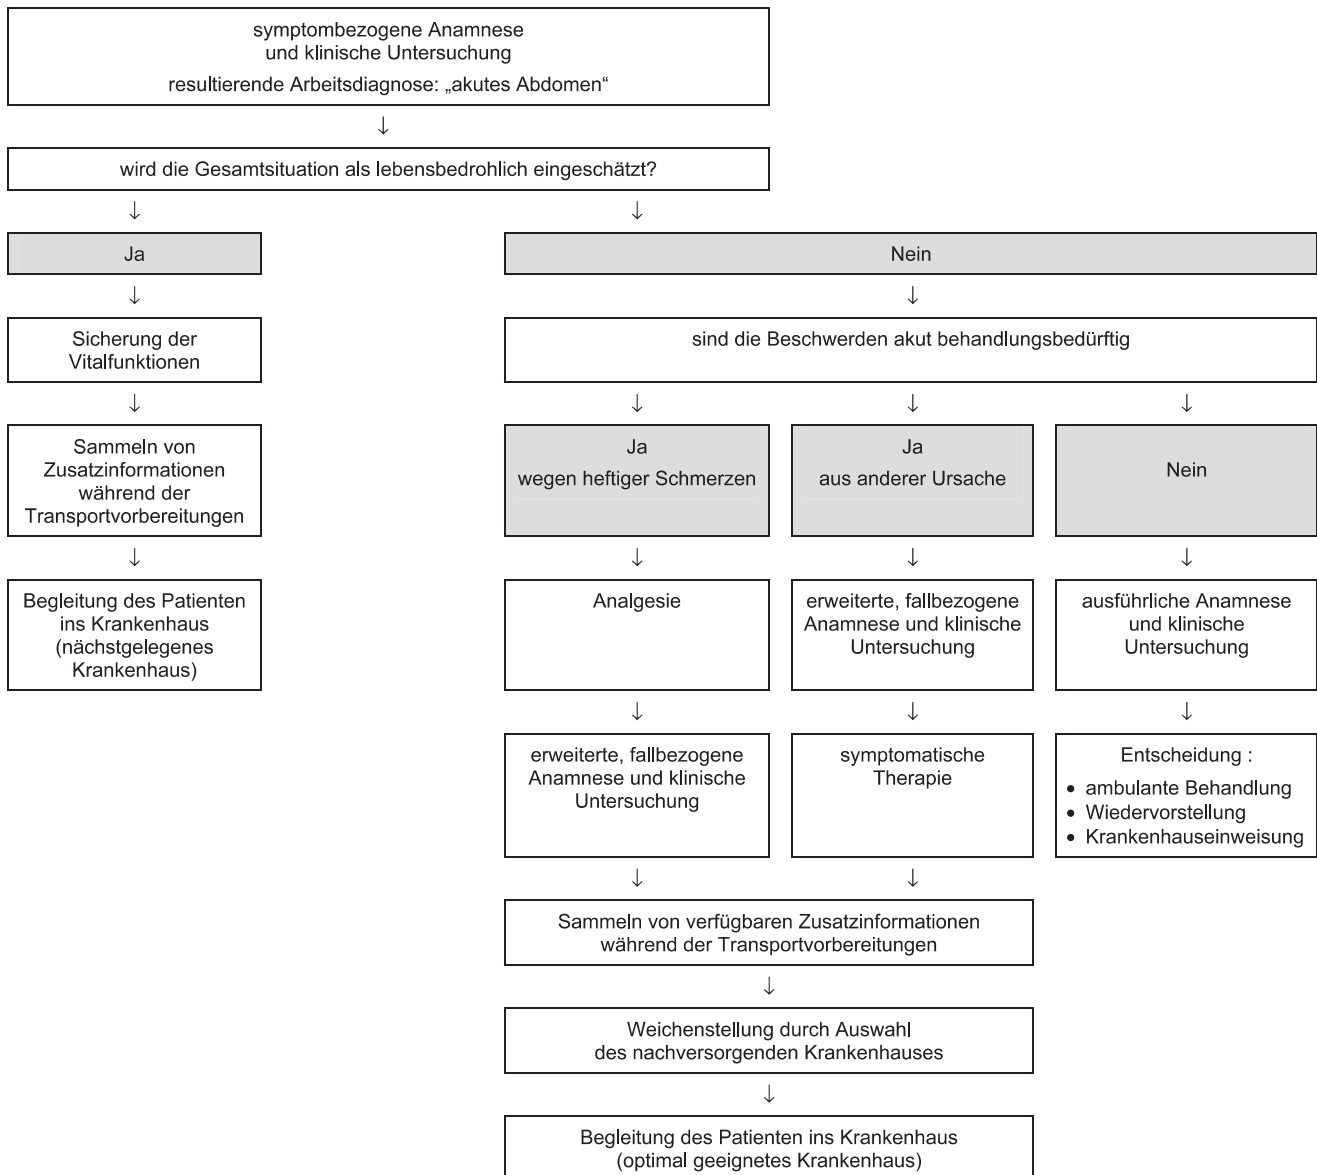 symptombezogene Anamnese
und klinische Untersuchung
resultierende Arbeitsdiagnose: „akutes Abdomen“
↓
wird die Gesamtsituation als lebensbedrohlich eingeschätzt?
↓
↓
Ja
Nein
↓
↓
Sicherung der
Vitalfunktionen
sind die Beschwerden akut behandlungsbedürftig
↓
↓
↓
↓
Sammeln von
Zusatzinformationen
während der
Transportvorbereitungen
Ja
wegen heftiger Schmerzen
Ja
aus anderer Ursache
Nein
↓
↓
↓
↓
Begleitung des Patienten
ins Krankenhaus
(nächstgelegenes
Krankenhaus)
Analgesie
erweiterte, fallbezogene
Anamnese und klinische
Untersuchung
ausführliche Anamnese
und klinische
Untersuchung
↓
↓
↓
erweiterte, fallbezogene
Anamnese und klinische
Untersuchung
symptomatische
Therapie
Entscheidung :
• ambulante Behandlung
• Wiedervorstellung
• Krankenhauseinweisung
↓
↓
Sammeln von verfügbaren Zusatzinformationen
während der Transportvorbereitungen
↓
Weichenstellung durch Auswahl
des nachversorgenden Krankenhauses
↓
Begleitung des Patienten ins Krankenhaus
(optimal geeignetes Krankenhaus)